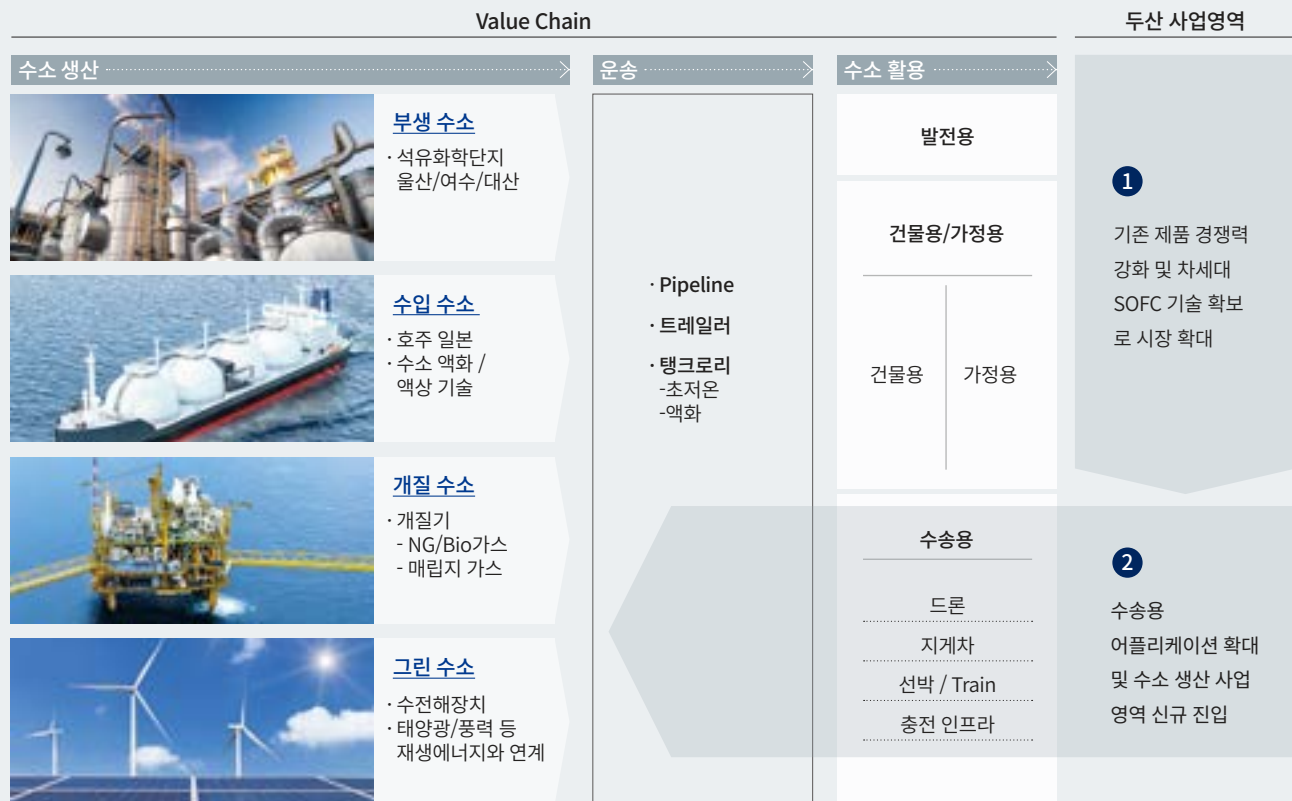 Value Chain
두산 사업영역
수소 생산
운송
수소 활용
부생 수소
· 석유화학단지
울산/여수/대산
수입 수소
· 호주 일본
· 수소 액화 /
액상 기술
개질 수소
· 개질기
- NG/Bio가스
- 매립지 가스
그린 수소
· 수전해장치
· 태양광/풍력 등
재생에너지와 연계
· Pipeline
· 트레일러
· 탱크로리
-초저온
-액화
발전용
건물용/가정용
건물용
가정용
수송용
드론
지게차
선박 / Train
충전 인프라
1
기존 제품 경쟁력
강화 및 차세대
SOFC 기술 확보
로 시장 확대
2
수송용
어플리케이션 확대
및 수소 생산 사업
영역 신규 진입